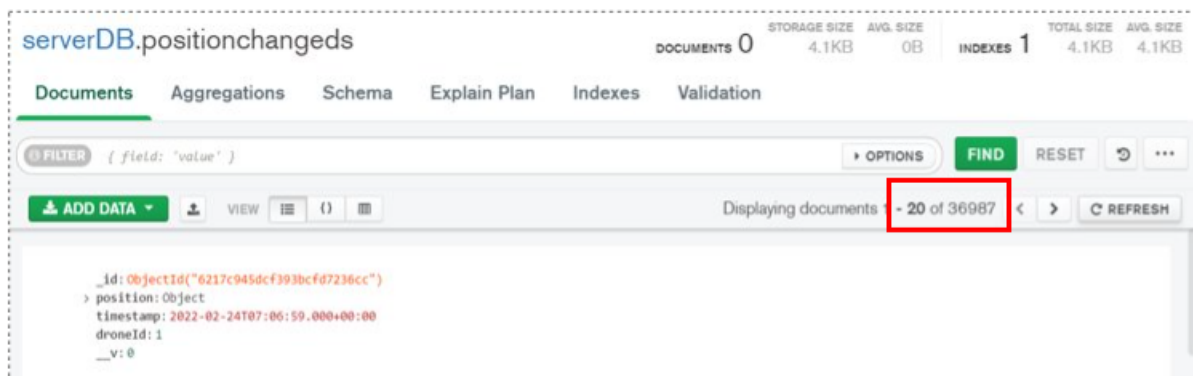 serverDB.positionchangeds
DOCUMENTS 0 STORAGE SIZE 4.1KB AVG. SIZE 0B INDEXES 1 TOTAL SIZE 4.1KB AVG. SIZE 4.1KB
Documents Aggregations Schema Explain Plan Indexes Validation
FILTER { field: 'value' } OPTIONS FIND RESET
ADD DATA VIEW {} Displaying documents 1 - 20 of 36987 < > REFRESH
_id:ObjectId("6217c945dcf393bcfd7236cc")
> position:Object
timestamp:2022-02-24T07:06:59.000+00:00
droneId:1
__v:0